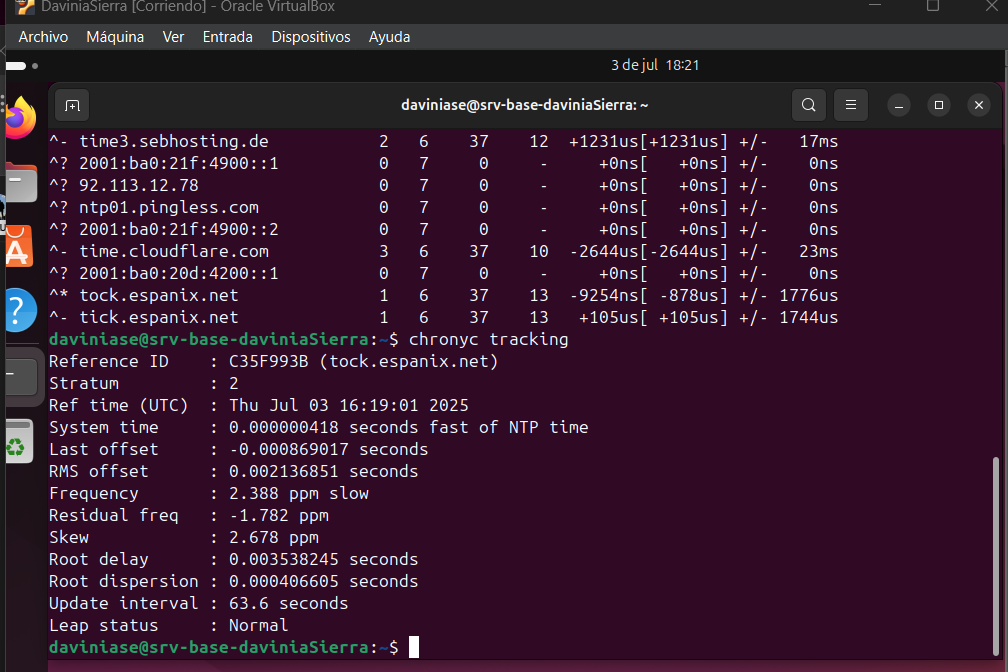 DaviniaSierra [Corriendo] - Oracle VirtualBox
Archivo Máquina Ver Entrada Dispositivos Ayuda
3 de jul 18:21
daviniase@srv-base-daviniaSierra: ~
^- time3.sebhosting.de 2 6 37 12 +1231us[+1231us] +/- 17ms
^? 2001:ba0:21f:4900::1 0 7 0 - +0ns[ +0ns] +/- 0ns
^? 92.113.12.78 0 7 0 - +0ns[ +0ns] +/- 0ns
^? ntp01.pingless.com 0 7 0 - +0ns[ +0ns] +/- 0ns
^? 2001:ba0:21f:4900::2 0 7 0 - +0ns[ +0ns] +/- 0ns
^- time.cloudflare.com 3 6 37 10 -2644us[-2644us] +/- 23ms
^? 2001:ba0:20d:4200::1 0 7 0 - +0ns[ +0ns] +/- 0ns
^* tock.espanix.net 1 6 37 13 -9254ns[ -878us] +/- 1776us
^- tick.espanix.net 1 6 37 13 +105us[ +105us] +/- 1744us
daviniase@srv-base-daviniaSierra:~$ chronyc tracking
Reference ID : C35F993B (tock.espanix.net)
Stratum : 2
Ref time (UTC) : Thu Jul 03 16:19:01 2025
System time : 0.000000418 seconds fast of NTP time
Last offset : -0.000869017 seconds
RMS offset : 0.002136851 seconds
Frequency : 2.388 ppm slow
Residual freq : -1.782 ppm
Skew : 2.678 ppm
Root delay : 0.003538245 seconds
Root dispersion : 0.000406605 seconds
Update interval : 63.6 seconds
Leap status : Normal
daviniase@srv-base-daviniaSierra:~$